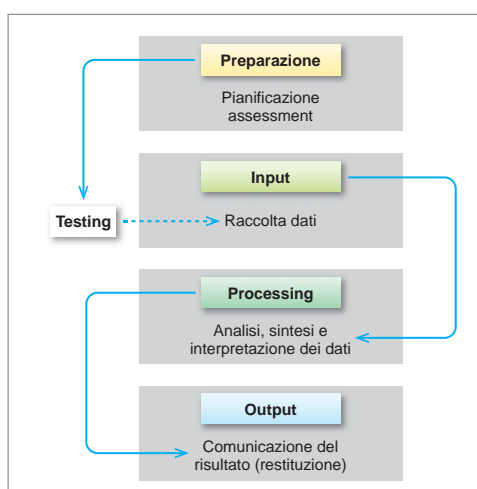 Preparazione
Pianificazione
assessment
Input
Testing
Raccolta dati
Processing
Analisi, sintesi e
interpretazione dei dati
Output
Comunicazione del
risultato (restituzione)